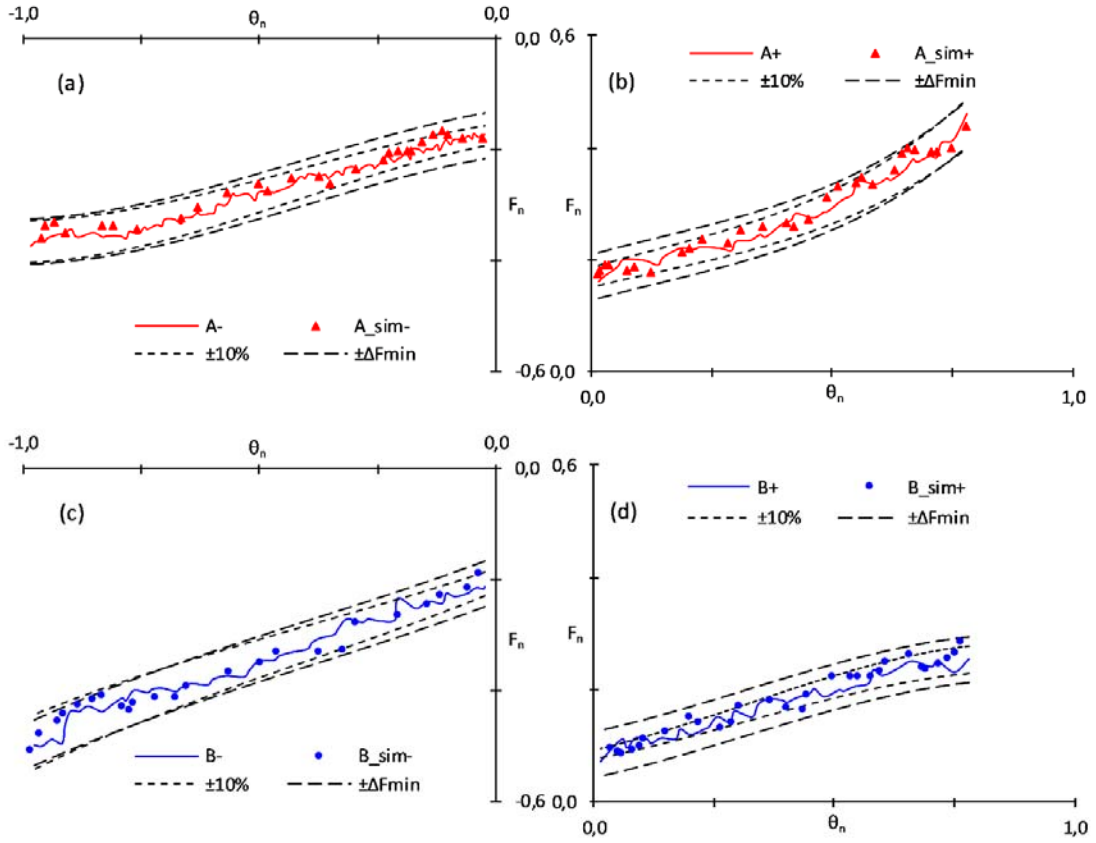 -1,0 θn 0,0
0,0
(a)
Fn
A- A_sim-
±10% ±ΔFmin
-0,6
0,6
A+ A_sim+
(b) ±10% ±ΔFmin
Fn
0,0
0,0 θn 1,0
-1,0 θn 0,0
0,0
(c)
Fn
B- B_sim-
±10% ±ΔFmin
-0,6
0,6
B+ B_sim+
(d) ±10% ±ΔFmin
Fn
0,0
0,0 θn 1,0